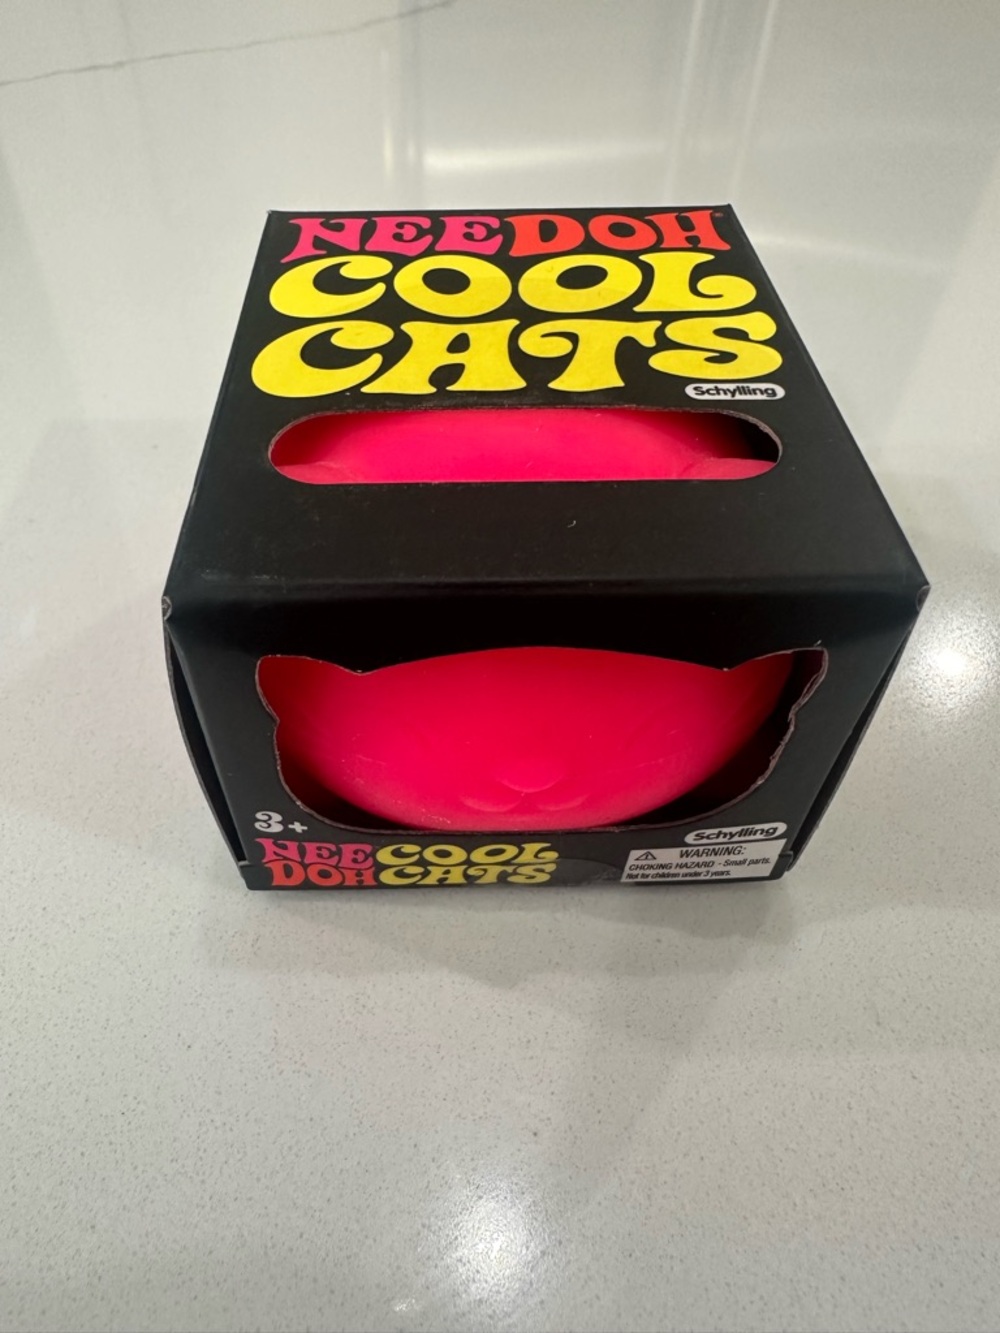 NEEDOH
COOL
CATS
Schylling
3+
NEE COOL
DOH CATS
Schylling
WARNING:
CHOKING HAZARD - Small parts.
Not for children under 3 years.